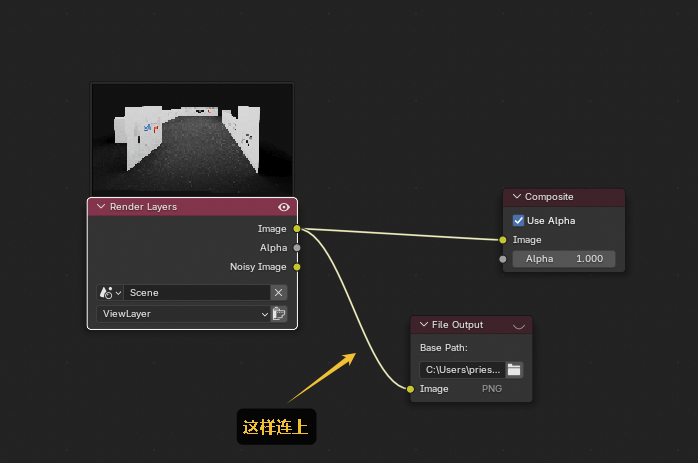 Render Layers
Image
Alpha
Noisy Image
Scene
ViewLayer
Composite
Use Alpha
Image
Alpha 1.000
File Output
Base Path:
C:\Users\pries...
Image PNG
这样连上